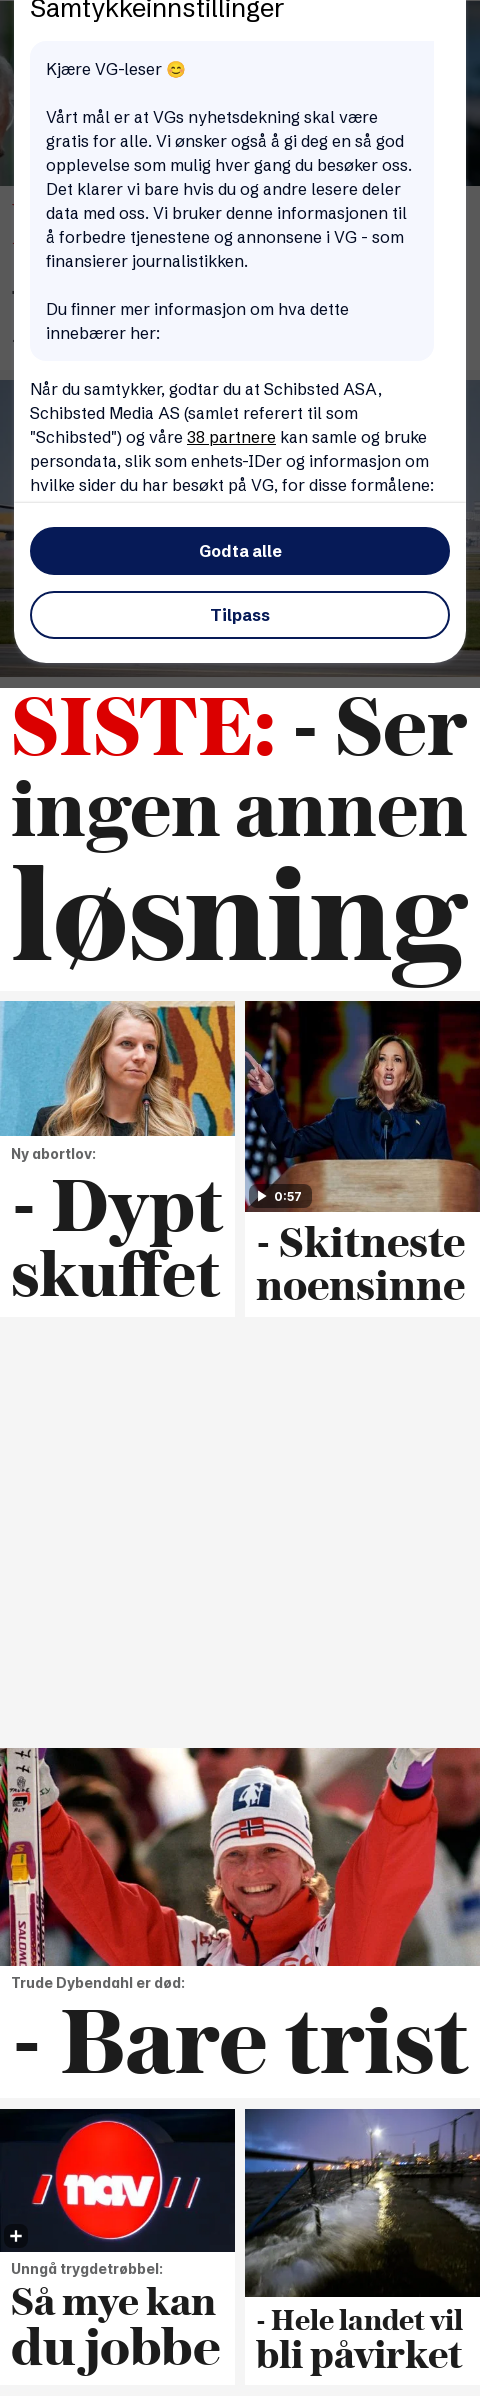 Samtykkeinnstillinger
Kjære VG-leser 😊
Vårt mål er at VGs nyhetsdekning skal være
gratis for alle. Vi ønsker også å gi deg en så god
opplevelse som mulig hver gang du besøker oss.
Det klarer vi bare hvis du og andre lesere deler
data med oss. Vi bruker denne informasjonen til
å forbedre tjenestene og annonsene i VG - som
finansierer journalistikken.
Du finner mer informasjon om hva dette
innebærer her:
Når du samtykker, godtar du at Schibsted ASA,
Schibsted Media AS (samlet referert til som
"Schibsted") og våre 38 partnere kan samle og bruke
persondata, slik som enhets-IDer og informasjon om
hvilke sider du har besøkt på VG, for disse formålene:
Godta alle
Tilpass
SISTE: - Ser
ingen annen
løsning
Ny abortlov:
- Dypt
skuffet
0:57
- Skitneste
noensinne
SALOMO
Trude Dybendahl er død:
- Bare trist
nav
Unngå trygdetrøbbel:
Så mye kan
du jobbe
- Hele landet vil
bli påvirket